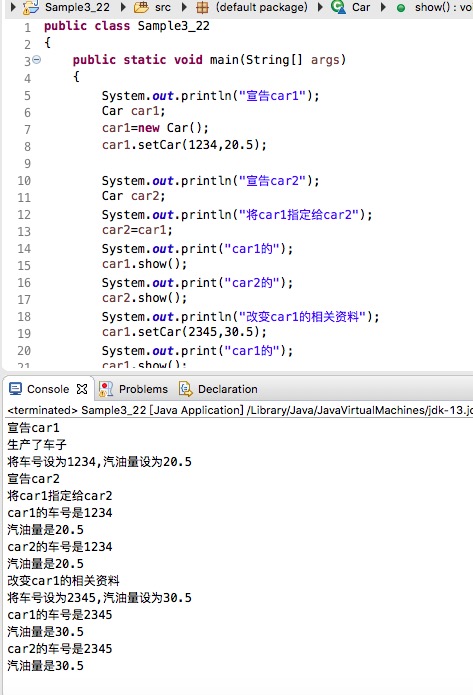 Sample3_22 ▶ src ▶ (default package) ▶ Car ▶ show() : vo
1 public class Sample3_22
2 {
3 public static void main(String[] args)
4 {
5 System.out.println("宣告car1");
6 Car car1;
7 car1=new Car();
8 car1.setCar(1234,20.5);
9
10 System.out.println("宣告car2");
11 Car car2;
12 System.out.println("将car1指定给car2");
13 car2=car1;
14 System.out.print("car1的");
15 car1.show();
16 System.out.print("car2的");
17 car2.show();
18 System.out.println("改变car1的相关资料");
19 car1.setCar(2345,30.5);
20 System.out.print("car1的");
21 car1.show();
Console Problems Declaration
<terminated> Sample3_22 [Java Application] /Library/Java/JavaVirtualMachines/jdk-13.jd
宣告car1
生产了车子
将车号设为1234,汽油量设为20.5
宣告car2
将car1指定给car2
car1的车号是1234
汽油量是20.5
car2的车号是1234
汽油量是20.5
改变car1的相关资料
将车号设为2345,汽油量设为30.5
car1的车号是2345
汽油量是30.5
car2的车号是2345
汽油量是30.5